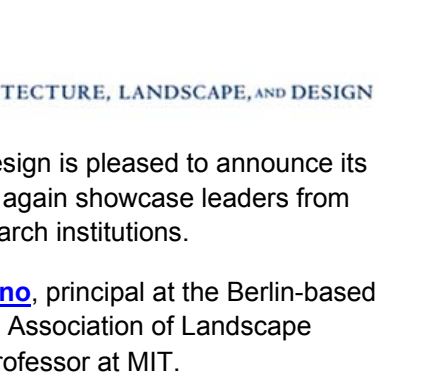 TECTURE, LANDSCAPE, AND DESIGN
esign is pleased to announce its
again showcase leaders from
arch institutions.
no, principal at the Berlin-based
Association of Landscape
rofessor at MIT.